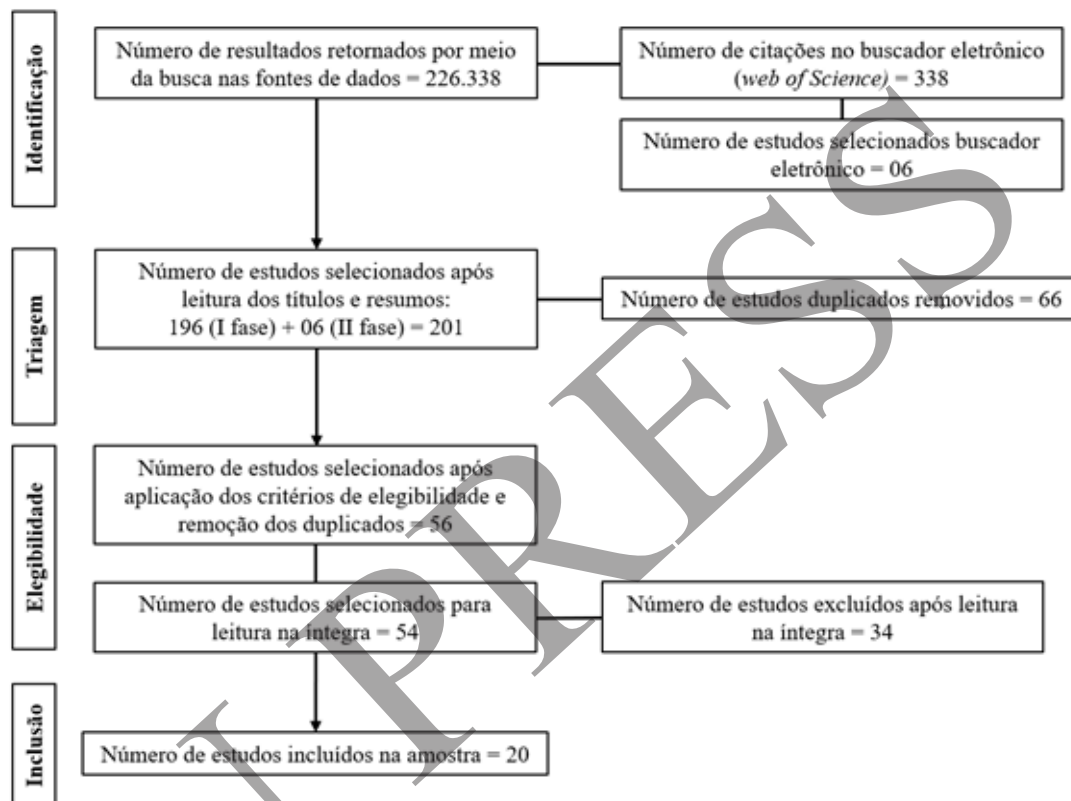 Identificação
Número de resultados retornados por meio
da busca nas fontes de dados = 226.338
Número de citações no buscador eletrônico
(web of Science) = 338
Número de estudos selecionados buscador
eletrônico = 06
Triagem
Número de estudos selecionados após
leitura dos títulos e resumos:
196 (I fase) + 06 (II fase) = 201
Número de estudos duplicados removidos = 66
Elegibilidade
Número de estudos selecionados após
aplicação dos critérios de elegibilidade e
remoção dos duplicados = 56
Número de estudos selecionados para
leitura na íntegra = 54
Número de estudos excluídos após leitura
na íntegra = 34
Inclusão
Número de estudos incluídos na amostra = 20
PRESS